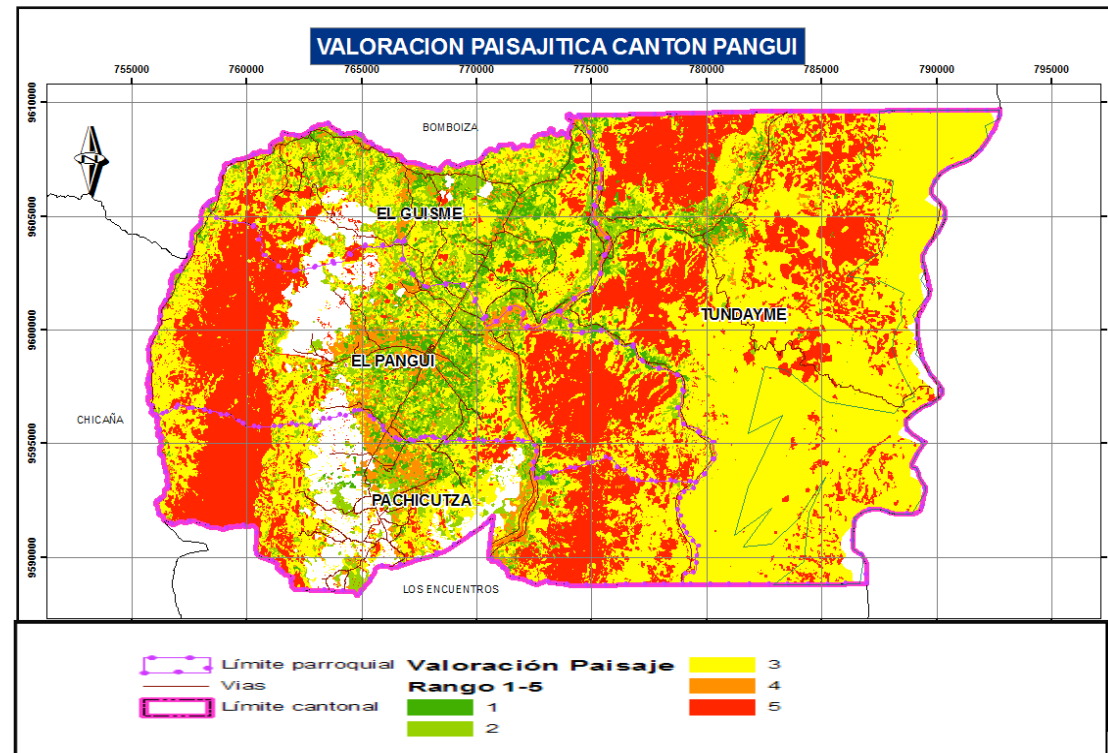 VALORACION PAISAJITICA CANTON PANGUI
755000 760000 765000 770000 775000 780000 785000 790000 795000
9610000
9605000
9600000
9595000
9590000
N
BOMBOIZA
EL GUISME
TUNDAYME
EL PANGUI
CHICAÑA
PACHICUTZA
LOS ENCUENTROS
Límite parroquial
Vias
Límite cantonal
Valoración Paisaje
Rango 1-5
1
2
3
4
5